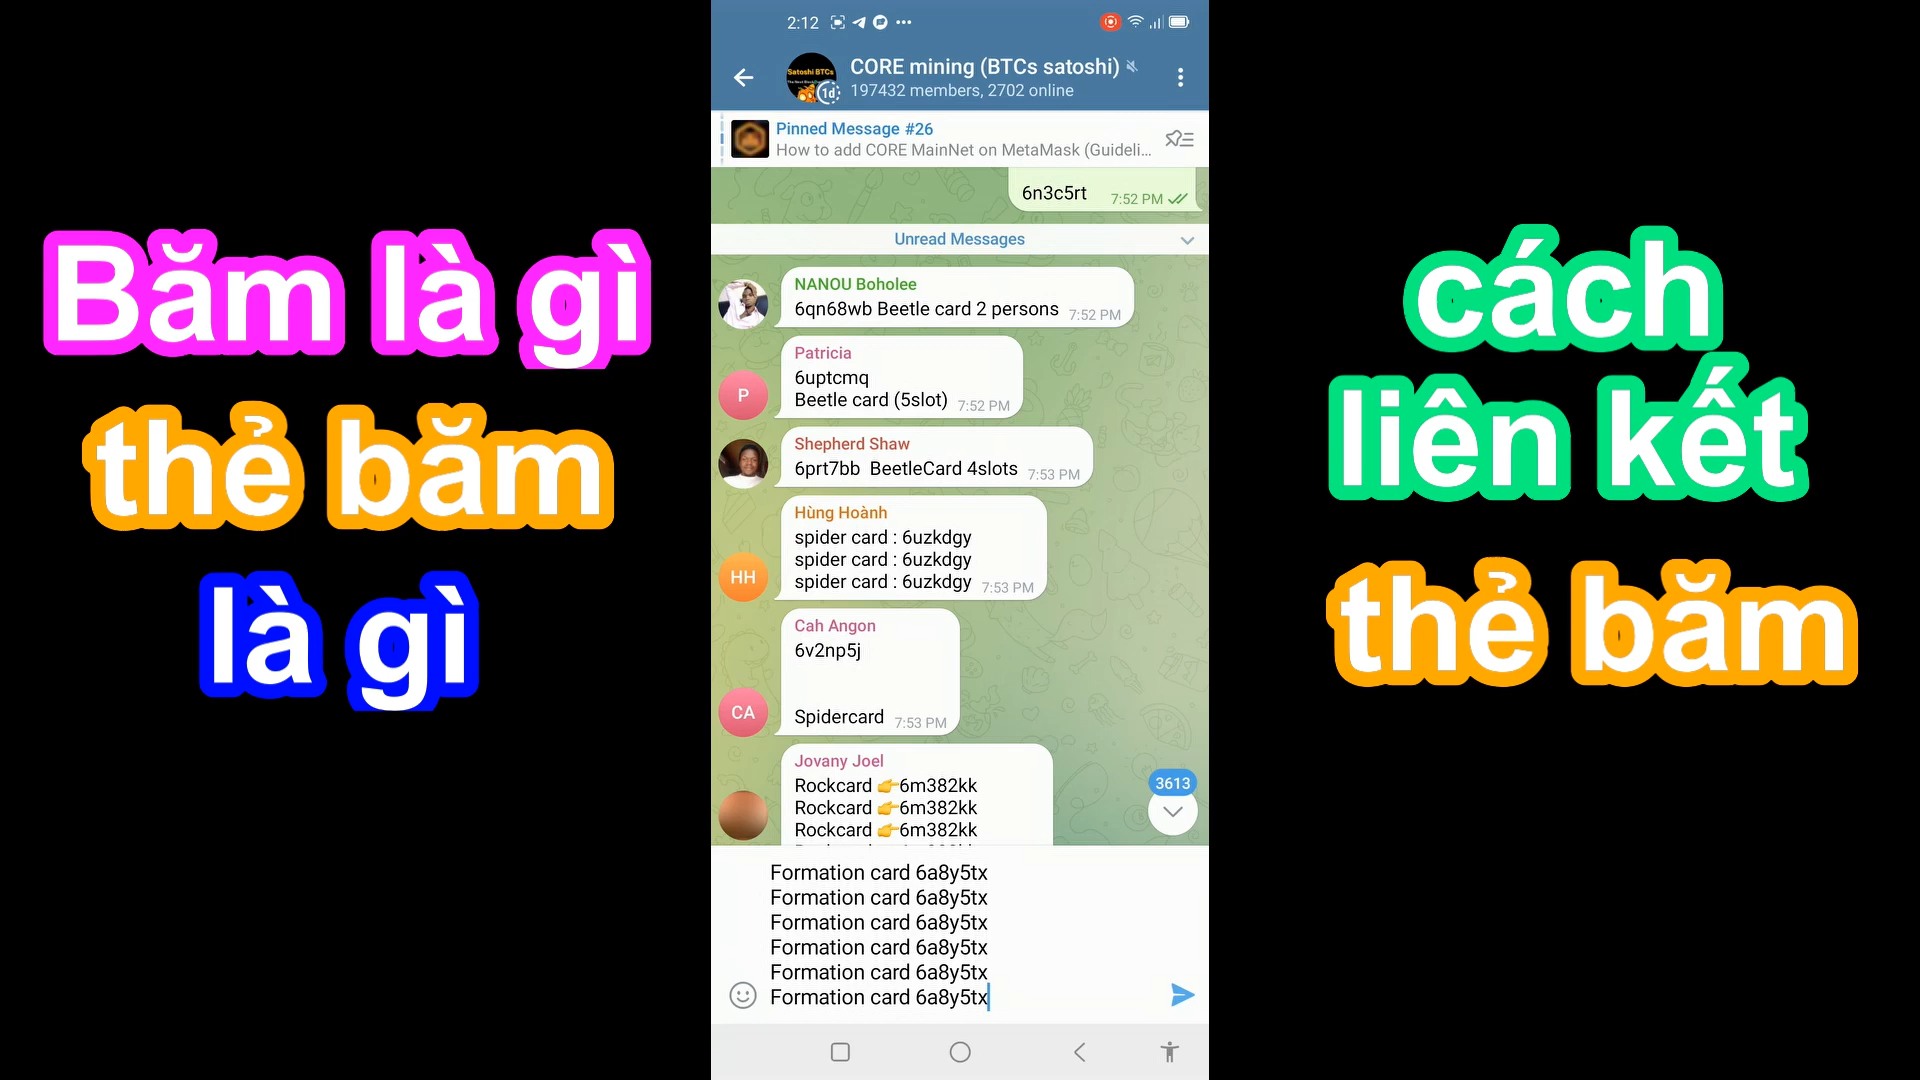 Băm là gì
thẻ băm
là gì
2:12
CORE mining (BTCs satoshi)
197432 members, 2702 online
Satoshi BTCs
1d
Pinned Message #26
How to add CORE MainNet on MetaMask (Guideli...
6n3c5rt 7:52 PM
Unread Messages
NANOU Boholee
6qn68wb Beetle card 2 persons 7:52 PM
Patricia
6uptcmq
Beetle card (5slot) 7:52 PM
P
Shepherd Shaw
6prt7bb BeetleCard 4slots 7:53 PM
Hùng Hoành
spider card : 6uzkdgy
spider card : 6uzkdgy
spider card : 6uzkdgy 7:53 PM
HH
Cah Angon
6v2np5j
Spidercard 7:53 PM
CA
Jovany Joel
Rockcard 👉6m382kk
Rockcard 👉6m382kk
Rockcard 👉6m382kk
3613
Formation card 6a8y5tx
Formation card 6a8y5tx
Formation card 6a8y5tx
Formation card 6a8y5tx
Formation card 6a8y5tx
Formation card 6a8y5tx
cách
liên kết
thẻ băm